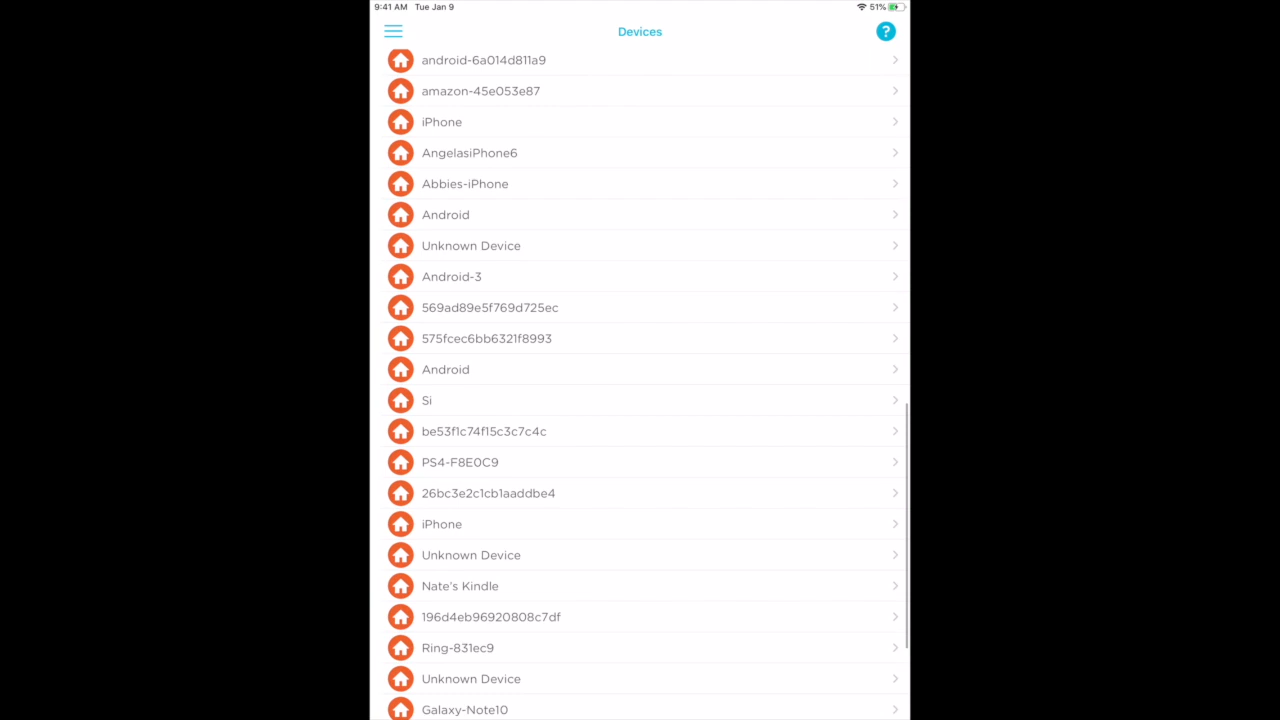 9:41 AM Tue Jan 9 51%
Devices ?
android-6a014d811a9
amazon-45e053e87
iPhone
AngelasiPhone6
Abbies-iPhone
Android
Unknown Device
Android-3
569ad89e5f769d725ec
575fcec6bb6321f8993
Android
Si
be53f1c74f15c3c7c4c
PS4-F8E0C9
26bc3e2c1cb1aaddbe4
iPhone
Unknown Device
Nate's Kindle
196d4eb96920808c7df
Ring-831ec9
Unknown Device
Galaxy-Note10